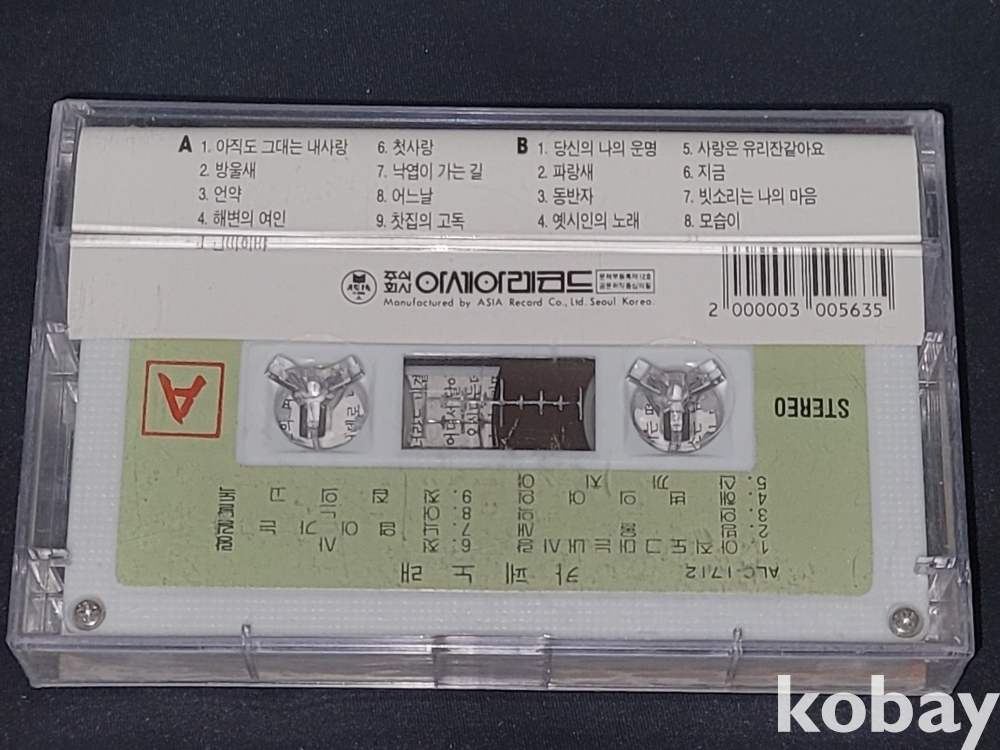 A 1. 아직도 그대는 내사랑
2. 방울새
3. 언약
4. 해변의 여인
6. 첫사랑
7. 낙엽이 가는 길
8. 어느날
9. 찻집의 고독
B 1. 당신의 나의 운명
2. 파랑새
3. 동반자
4. 옛시인의 노래
5. 사랑은 유리잔같아요
6. 지금
7. 빗소리는 나의 마음
8. 모습이
ASIA
주식회사 아세아레코드
Manufactured by ASIA Record Co., Ltd. Seoul Korea.
2 000003 005635
A
STEREO
ALC-1712
카페 노래
kobay